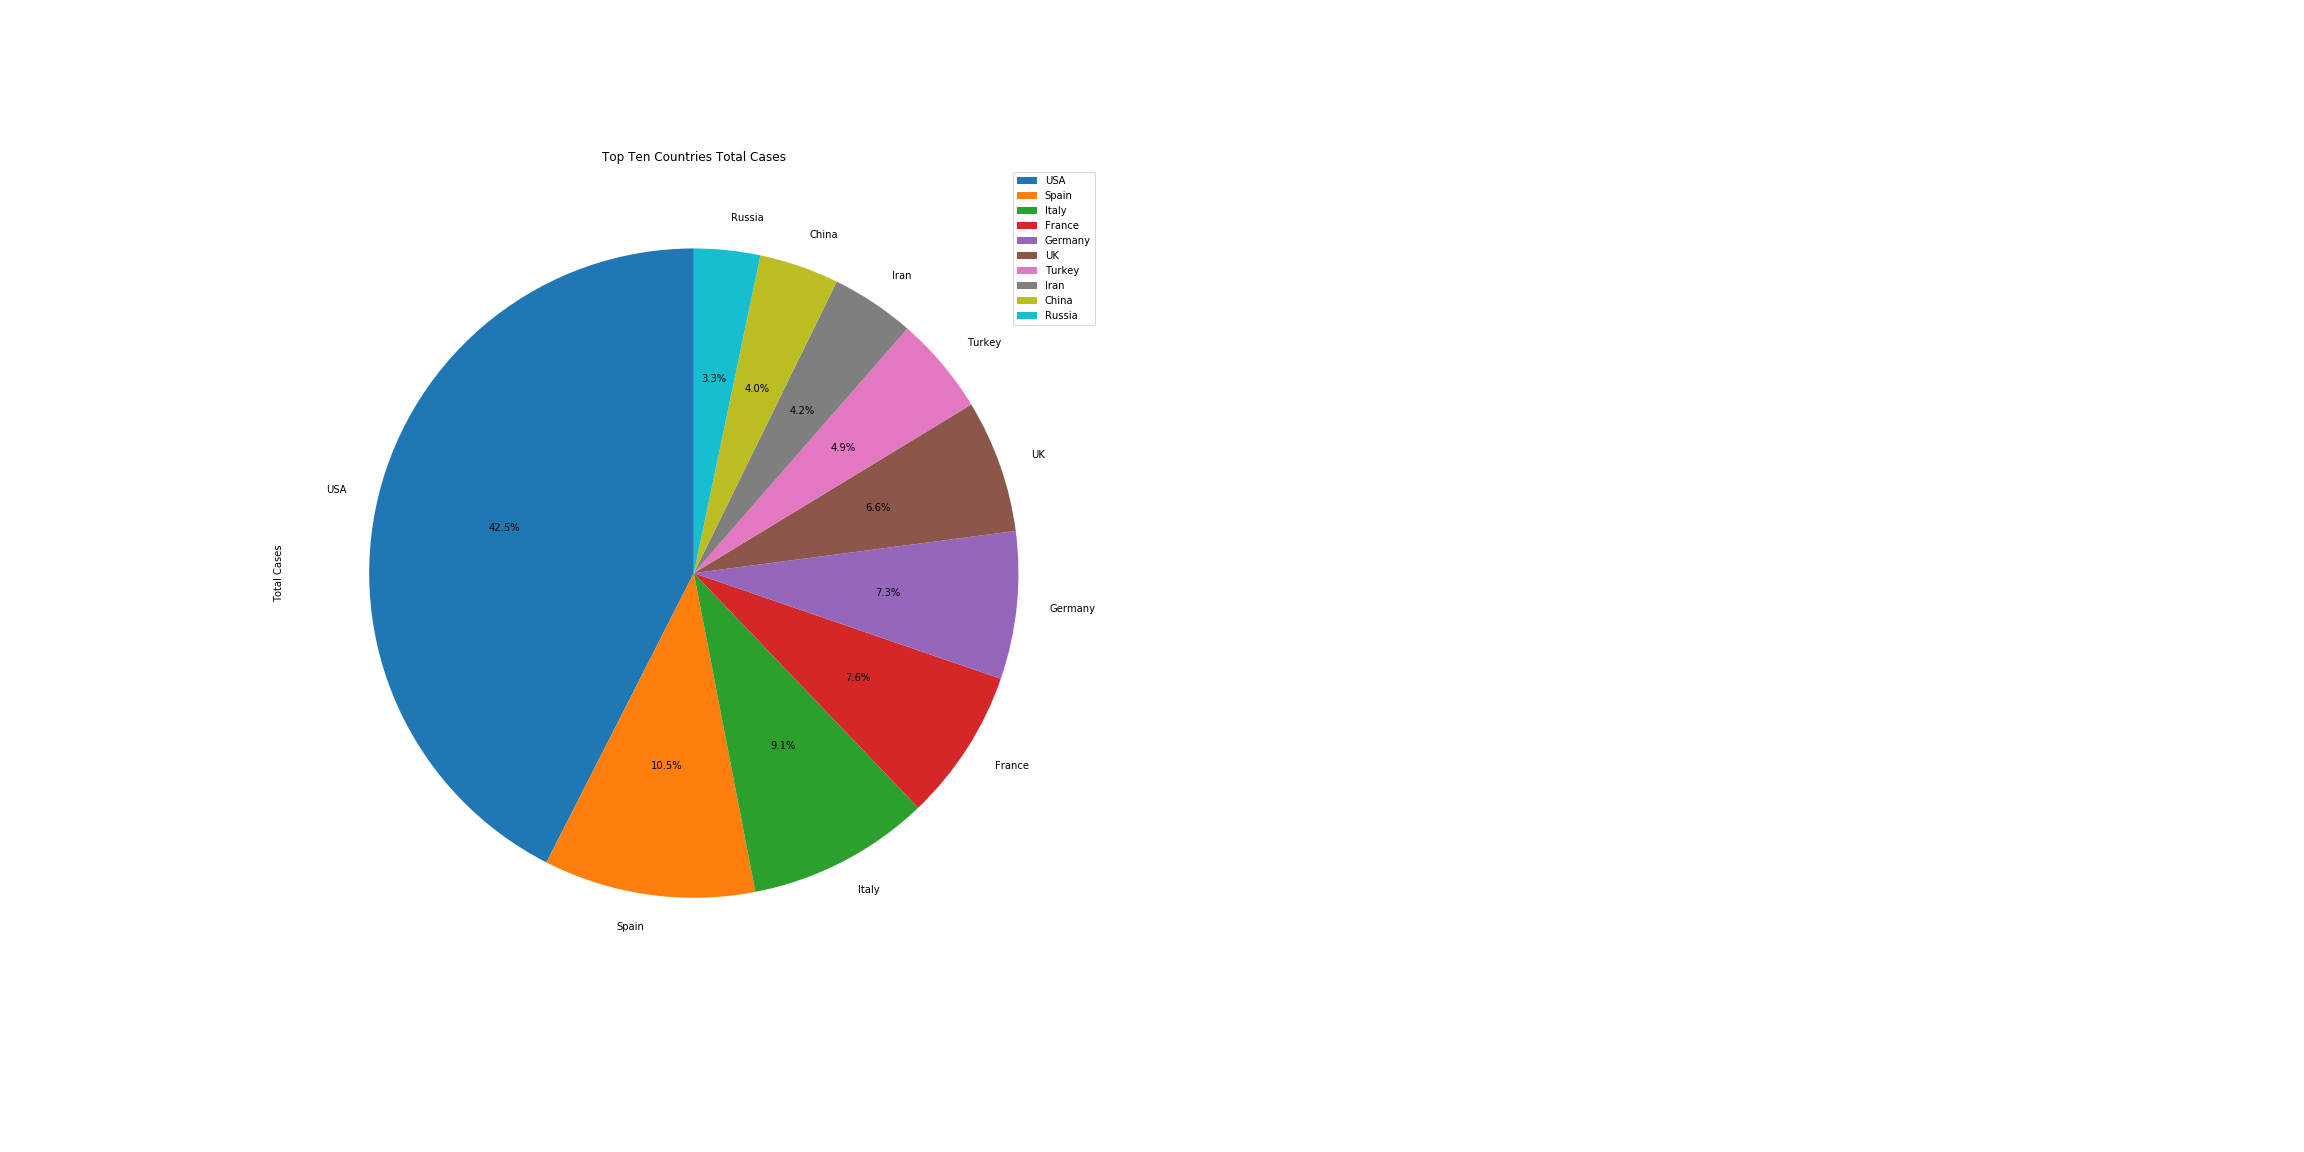 Top Ten Countries Total Cases
USA
Spain
Italy
France
Germany
UK
Turkey
Iran
China
Russia
Russia
China
Iran
Turkey
UK
Germany
France
Italy
Spain
USA
3.3%
4.0%
4.2%
4.9%
6.6%
7.3%
7.6%
9.1%
10.5%
42.5%
Total Cases